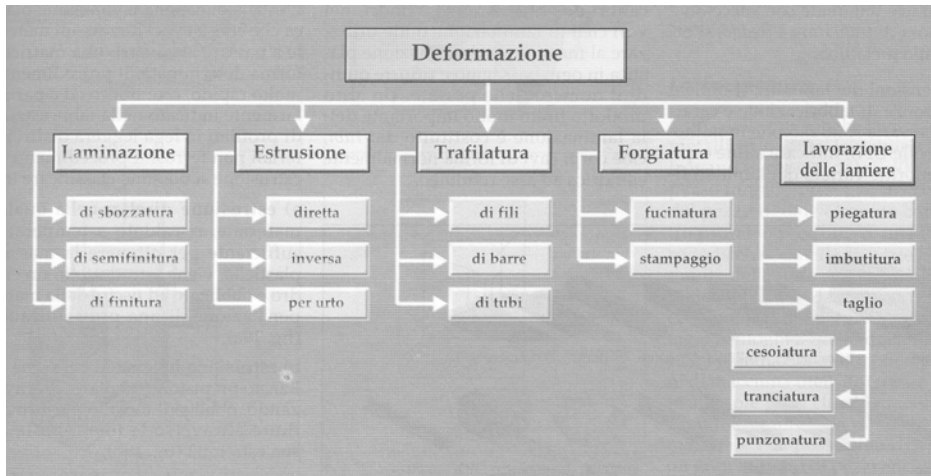 Deformazione
Laminazione
di sbozzatura
di semifinitura
di finitura
Estrusione
diretta
inversa
per urto
Trafilatura
di fili
di barre
di tubi
Forgiatura
fucinatura
stampaggio
Lavorazione
delle lamiere
piegatura
imbutitura
taglio
cesoiatura
tranciatura
punzonatura